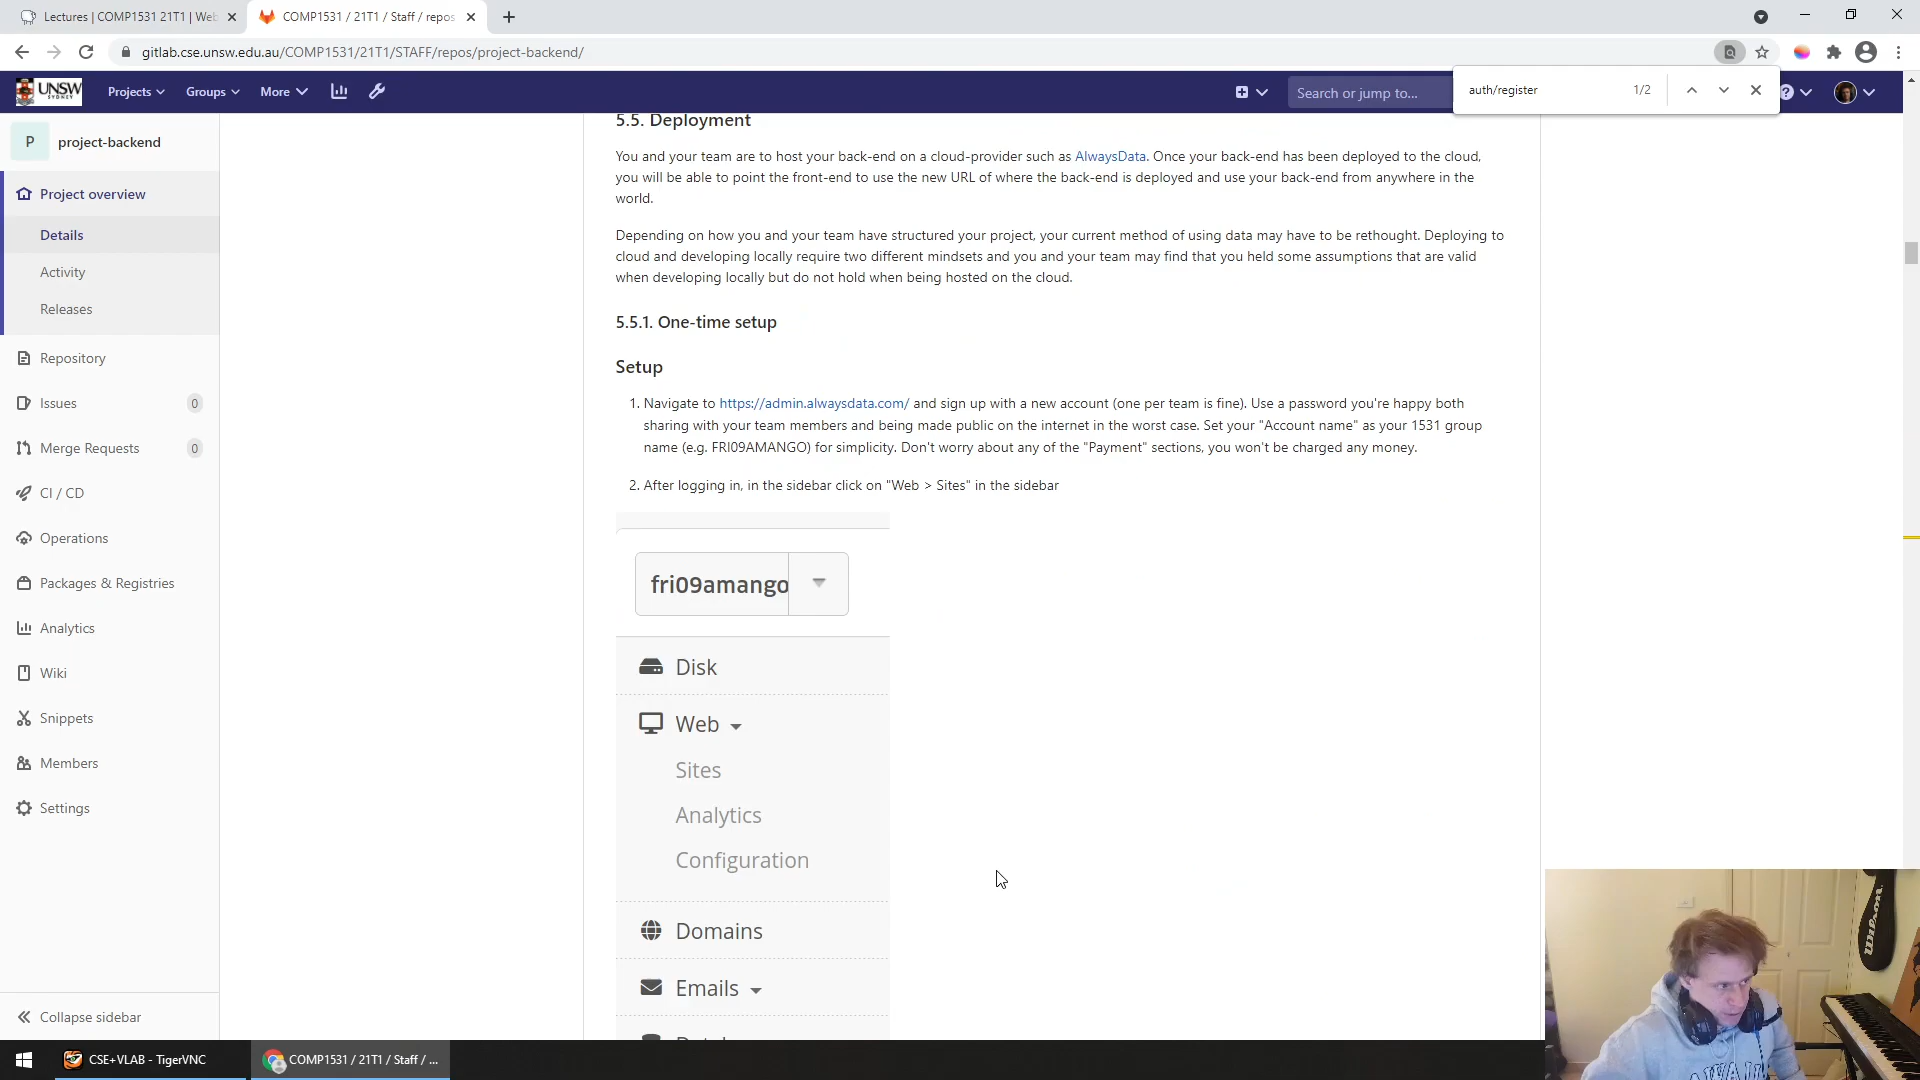 Lectures | COMP1531 21T1 | Web
COMP1531 / 21T1 / Staff / repos
gitlab.cse.unsw.edu.au/COMP1531/21T1/STAFF/repos/project-backend/
UNSW
SYDNEY
Projects
Groups
More
Search or jump to...
auth/register
1/2
P
project-backend
Project overview
Details
Activity
Releases
Repository
Issues
0
Merge Requests
0
CI / CD
Operations
Packages & Registries
Analytics
Wiki
Snippets
Members
Settings
Collapse sidebar
5.5. Deployment
You and your team are to host your back-end on a cloud-provider such as AlwaysData. Once your back-end has been deployed to the cloud,
you will be able to point the front-end to use the new URL of where the back-end is deployed and use your back-end from anywhere in the
world.
Depending on how you and your team have structured your project, your current method of using data may have to be rethought. Deploying to
cloud and developing locally require two different mindsets and you and your team may find that you held some assumptions that are valid
when developing locally but do not hold when being hosted on the cloud.
5.5.1. One-time setup
Setup
1. Navigate to https://admin.alwaysdata.com/ and sign up with a new account (one per team is fine). Use a password you're happy both
sharing with your team members and being made public on the internet in the worst case. Set your "Account name" as your 1531 group
name (e.g. FRI09AMANGO) for simplicity. Don't worry about any of the "Payment" sections, you won't be charged any money.
2. After logging in, in the sidebar click on "Web > Sites" in the sidebar
fri09amango
Disk
Web
Sites
Analytics
Configuration
Domains
Emails
Wilson
CSE+VLAB - TigerVNC
COMP1531 / 21T1 / Staff / ...